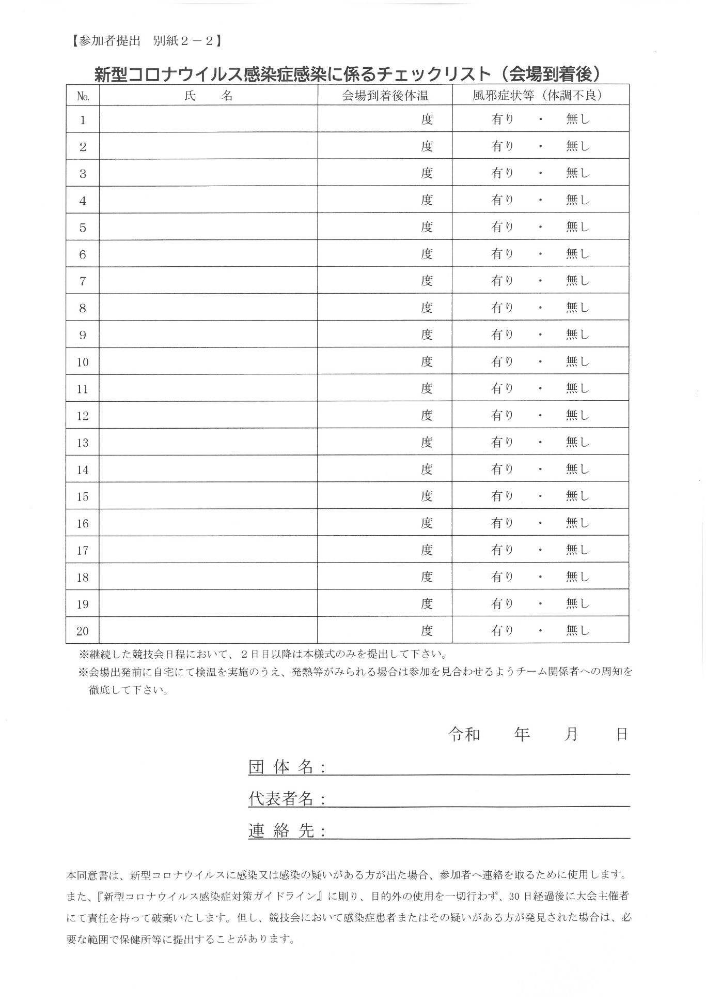 【参加者提出　別紙２－２】
新型コロナウイルス感染症感染に係るチェックリスト（会場到着後）
№　氏　　名　会場到着後体温　風邪症状等（体調不良）
1　度　有り　・　無し
2　度　有り　・　無し
3　度　有り　・　無し
4　度　有り　・　無し
5　度　有り　・　無し
6　度　有り　・　無し
7　度　有り　・　無し
8　度　有り　・　無し
9　度　有り　・　無し
10　度　有り　・　無し
11　度　有り　・　無し
12　度　有り　・　無し
13　度　有り　・　無し
14　度　有り　・　無し
15　度　有り　・　無し
16　度　有り　・　無し
17　度　有り　・　無し
18　度　有り　・　無し
19　度　有り　・　無し
20　度　有り　・　無し
※継続した競技会日程において、２日目以降は本様式のみを提出して下さい。
※会場出発前に自宅にて検温を実施のうえ、発熱等がみられる場合は参加を見合わせるようチーム関係者への周知を
徹底して下さい。
令和　　年　　月　　日
団 体 名：
代表者名：
連 絡 先：
本同意書は、新型コロナウイルスに感染又は感染の疑いがある方が出た場合、参加者へ連絡を取るために使用します。
また、『新型コロナウイルス感染症対策ガイドライン』に則り、目的外の使用を一切行わず、30 日経過後に大会主催者
にて責任を持って破棄いたします。但し、競技会において感染症患者またはその疑いがある方が発見された場合は、必
要な範囲で保健所等に提出することがあります。